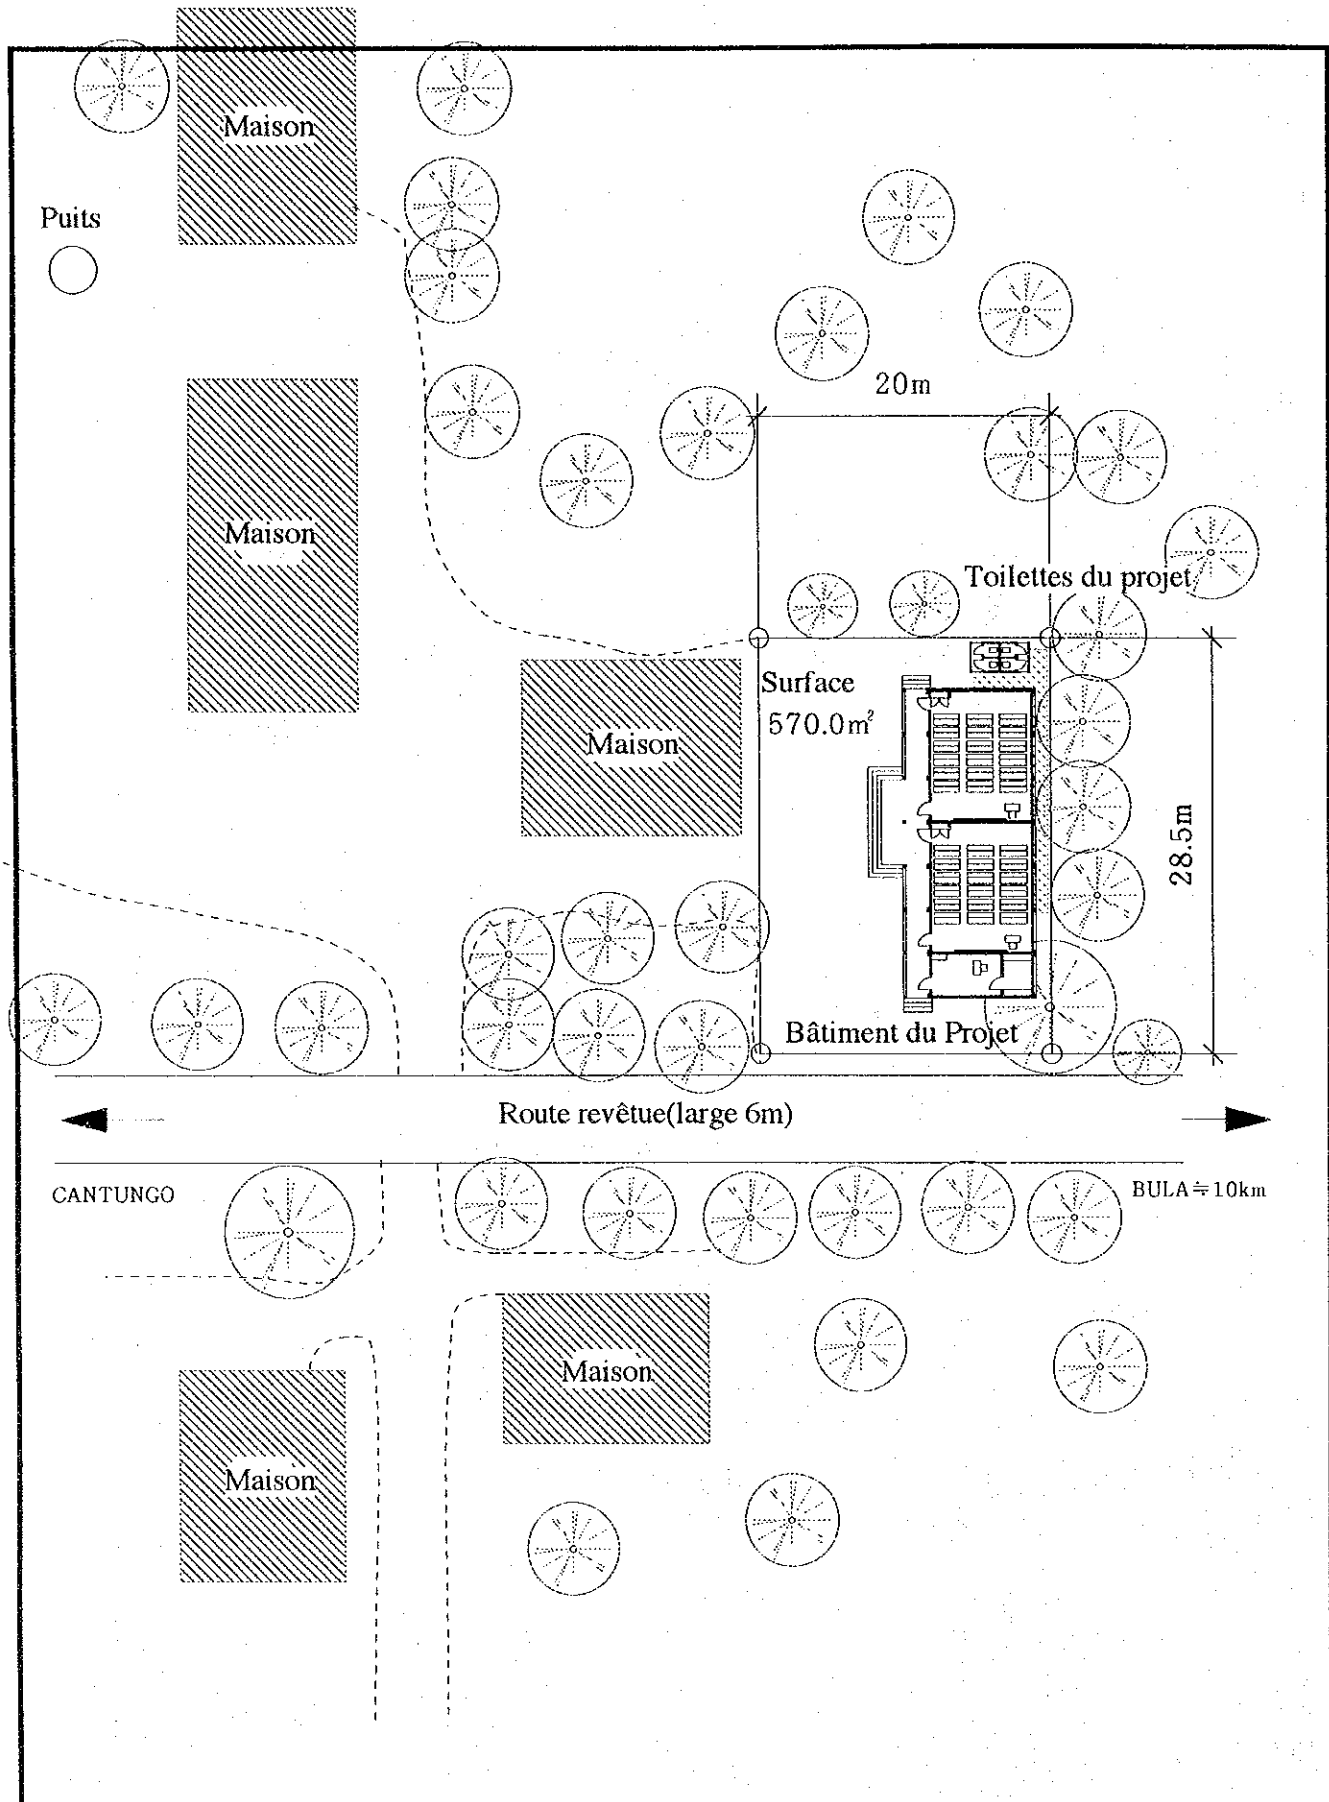 Maison
Puits
20m
Maison
Toilettes du projet
Surface
570.0m²
Maison
28.5m
Bâtiment du Projet
Route revêtue(large 6m)
CANTUNGO
BULA≒10km
Maison
Maison